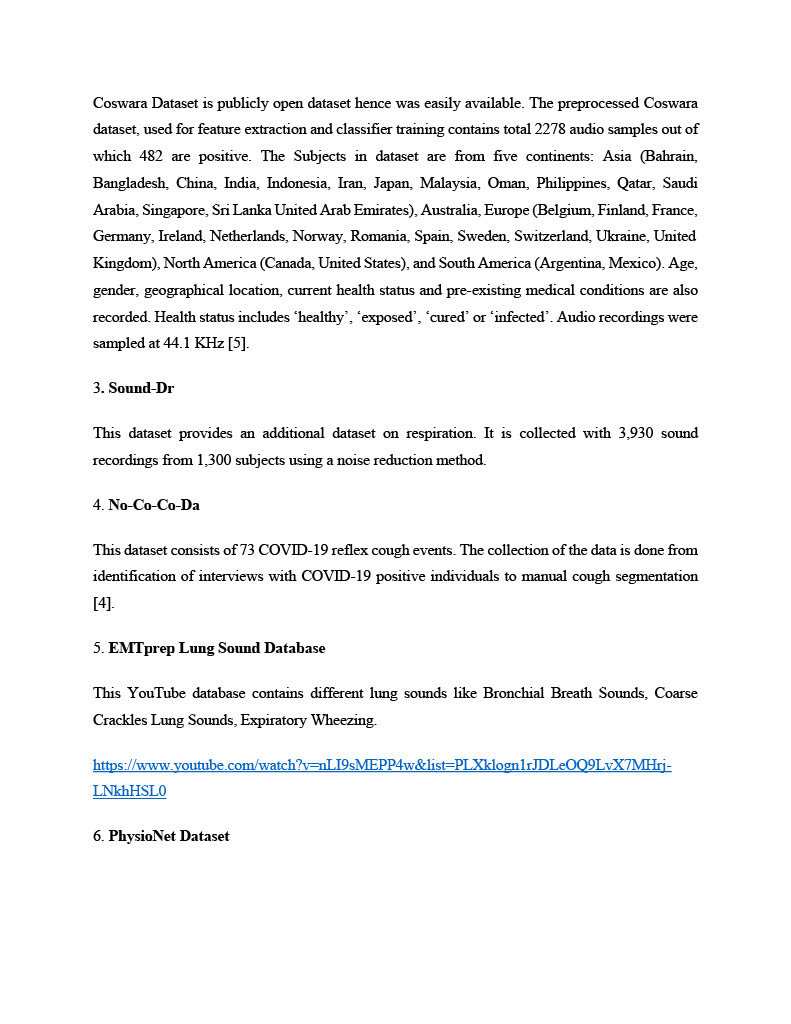 Coswara Dataset is publicly open dataset hence was easily available. The preprocessed Coswara
dataset, used for feature extraction and classifier training contains total 2278 audio samples out of
which 482 are positive. The Subjects in dataset are from five continents: Asia (Bahrain,
Bangladesh, China, India, Indonesia, Iran, Japan, Malaysia, Oman, Philippines, Qatar, Saudi
Arabia, Singapore, Sri Lanka United Arab Emirates), Australia, Europe (Belgium, Finland, France,
Germany, Ireland, Netherlands, Norway, Romania, Spain, Sweden, Switzerland, Ukraine, United
Kingdom), North America (Canada, United States), and South America (Argentina, Mexico). Age,
gender, geographical location, current health status and pre-existing medical conditions are also
recorded. Health status includes ‘healthy’, ‘exposed’, ‘cured’ or ‘infected’. Audio recordings were
sampled at 44.1 KHz [5].
3. Sound-Dr
This dataset provides an additional dataset on respiration. It is collected with 3,930 sound
recordings from 1,300 subjects using a noise reduction method.
4. No-Co-Co-Da
This dataset consists of 73 COVID-19 reflex cough events. The collection of the data is done from
identification of interviews with COVID-19 positive individuals to manual cough segmentation
[4].
5. EMTprep Lung Sound Database
This YouTube database contains different lung sounds like Bronchial Breath Sounds, Coarse
Crackles Lung Sounds, Expiratory Wheezing.
https://www.youtube.com/watch?v=nLI9sMEPP4w&list=PLXklogn1rJDLeOQ9LvX7MHrj-
LNkhHSL0
6. PhysioNet Dataset